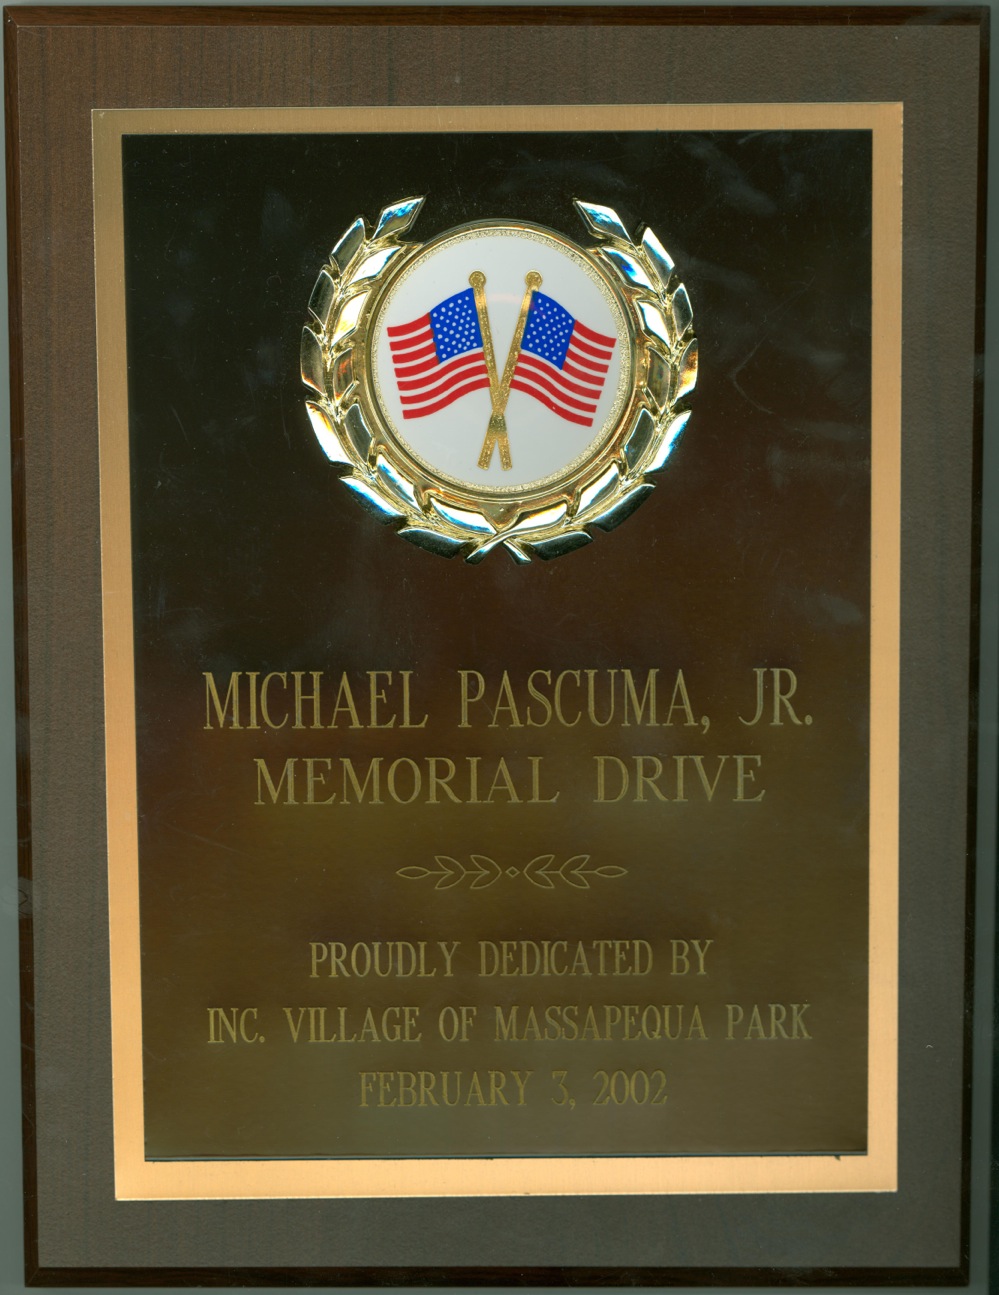 MICHAEL PASCUMA, JR.
MEMORIAL DRIVE
PROUDLY DEDICATED BY
INC. VILLAGE OF MASSAPEQUA PARK
FEBRUARY 3, 2002